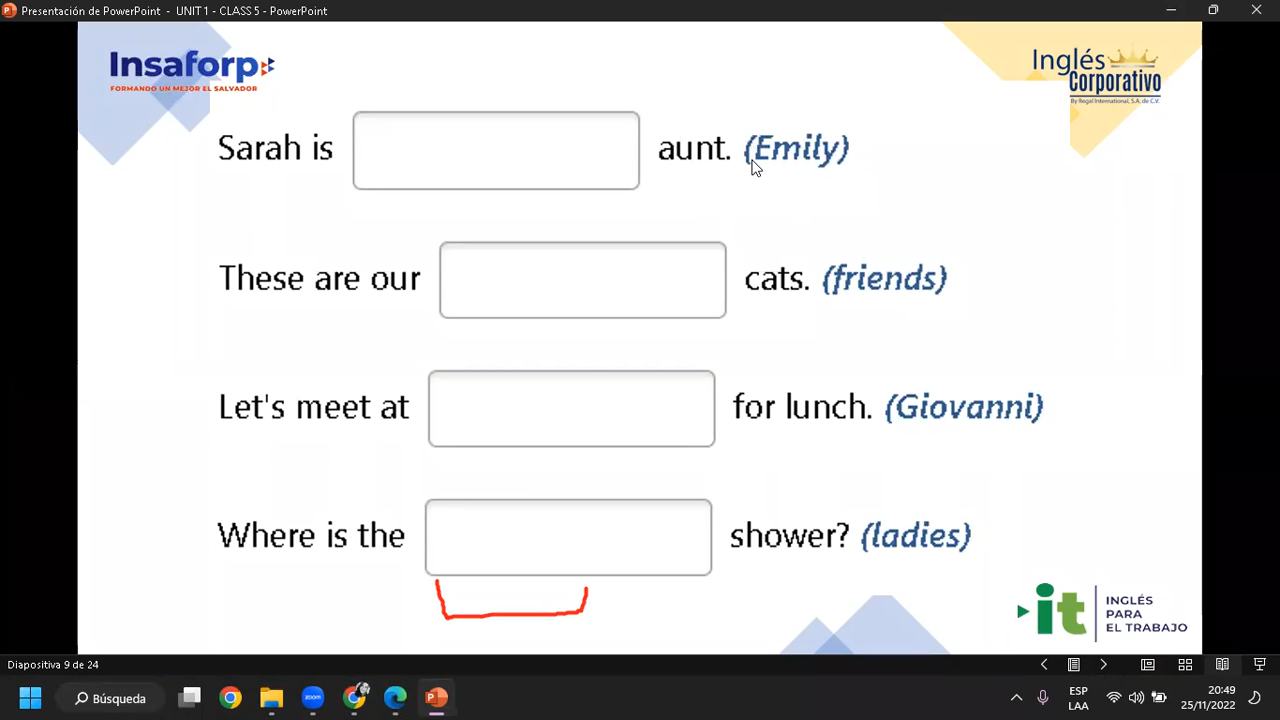 Presentación de PowerPoint - UNIT 1 - CLASS 5 - PowerPoint
Insaforp
FORMANDO UN MEJOR EL SALVADOR
Inglés
Corporativo
By Regal International, S.A. de C.V.
Sarah is aunt. (Emily)
These are our cats. (friends)
Let's meet at for lunch. (Giovanni)
Where is the shower? (ladies)
it INGLÉS
PARA
EL TRABAJO
Diapositiva 9 de 24
Búsqueda
zoom
ESP
LAA
20:49
25/11/2022